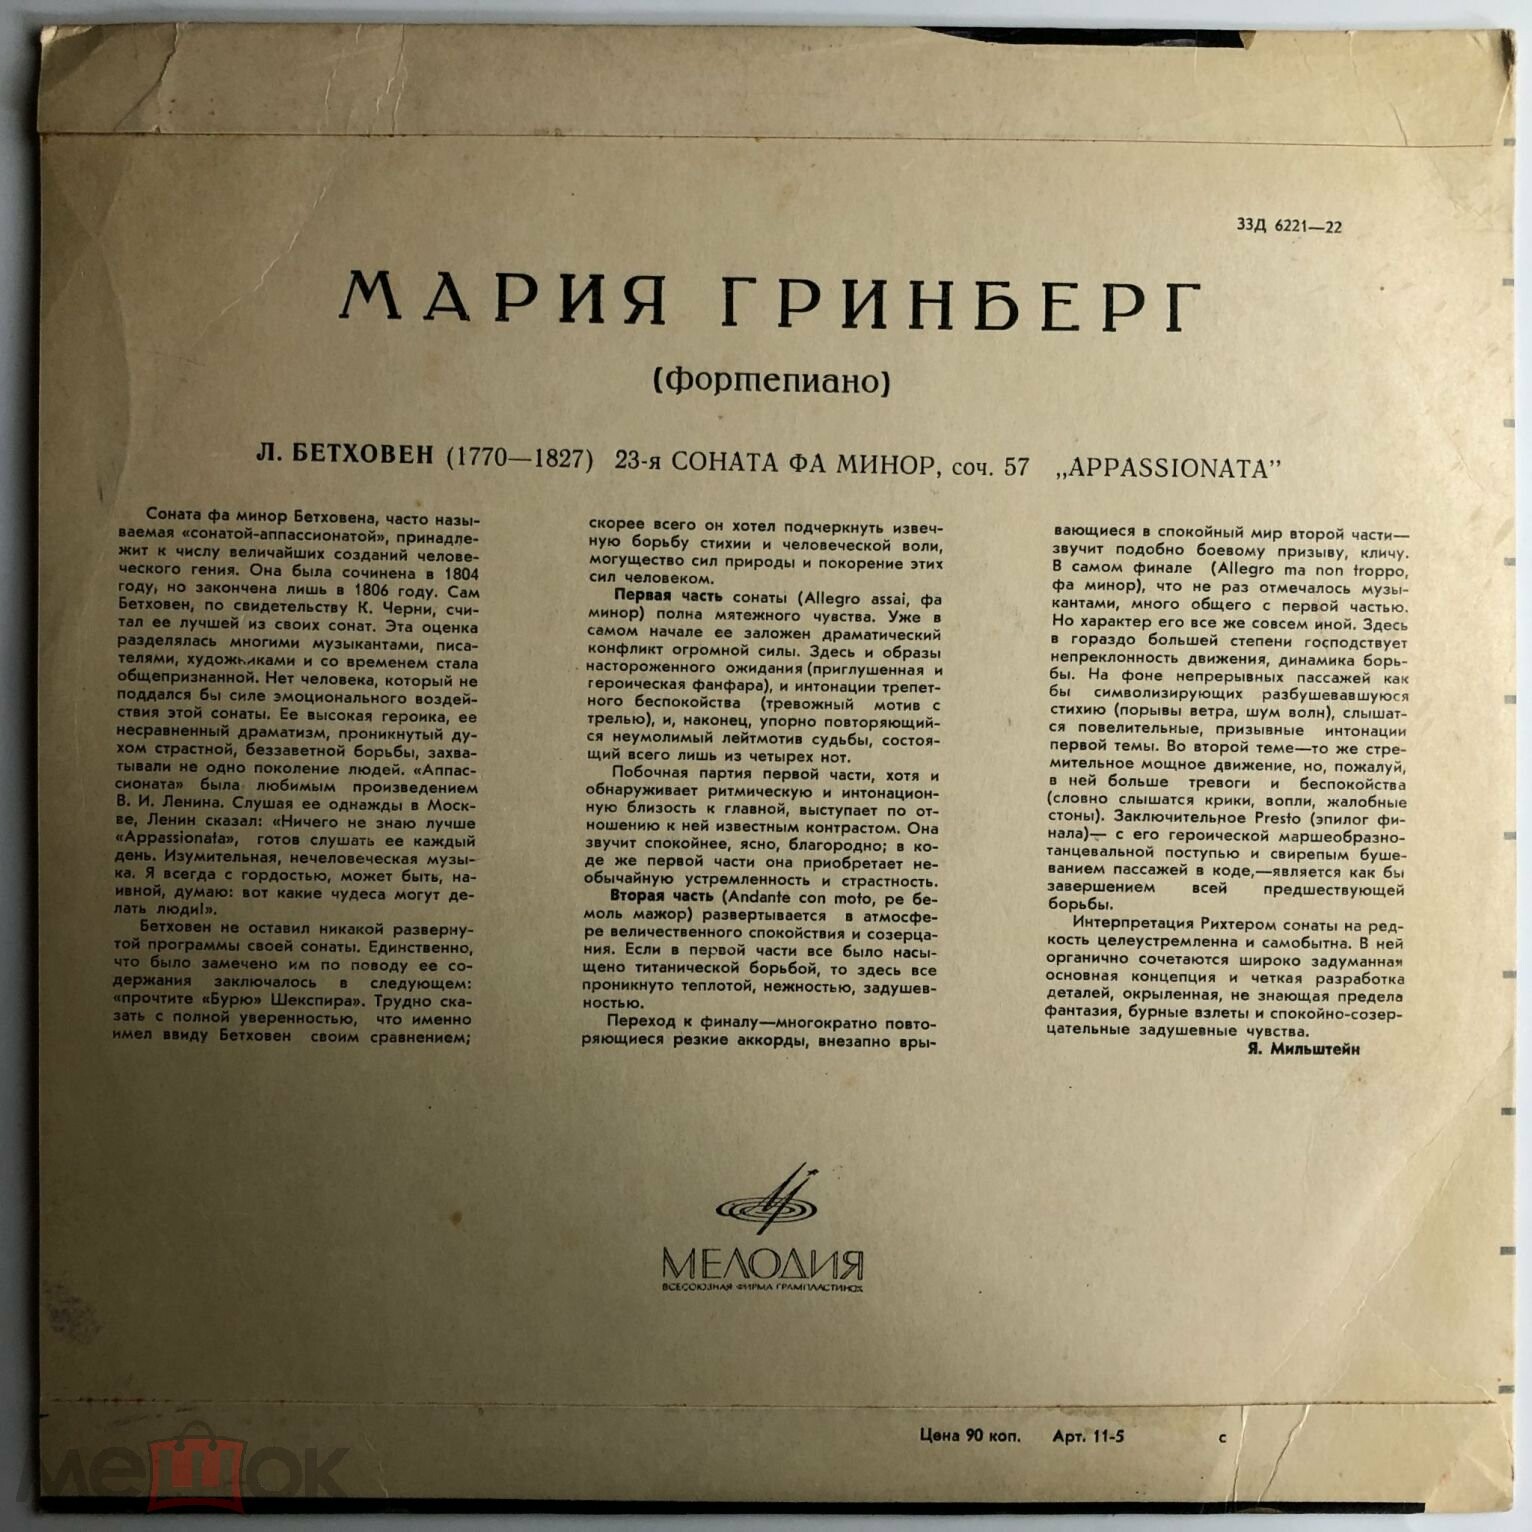 33Д 6221—22
МАРИЯ ГРИНБЕРГ
(фортепиано)
Л. БЕТХОВЕН (1770—1827) 23-я СОНАТА ФА МИНОР, соч. 57 „APPASSIONATA”
Соната фа минор Бетховена, часто назы-
ваемая «сонатой-аппассионатой», принадле-
жит к числу величайших созданий челове-
ческого гения. Она была сочинена в 1804
году, но закончена лишь в 1806 году. Сам
Бетховен, по свидетельству К. Черни, счи-
тал ее лучшей из своих сонат. Эта оценка
разделялась многими музыкантами, писа-
телями, художниками и со временем стала
общепризнанной. Нет человека, который не
поддался бы силе эмоционального воздей-
ствия этой сонаты. Ее высокая героика, ее
несравненный драматизм, проникнутый ду-
хом страстной, беззаветной борьбы, захва-
тывали не одно поколение людей. «Аппас-
сионата» была любимым произведением
В. И. Ленина. Слушая ее однажды в Моск-
ве, Ленин сказал: «Ничего не знаю лучше
«Appassionata», готов слушать ее каждый
день. Изумительная, нечеловеческая музы-
ка. Я всегда с гордостью, может быть, на-
ивной, думаю: вот какие чудеса могут де-
лать люди!».
Бетховен не оставил никакой разверну-
той программы своей сонаты. Единственно,
что было замечено им по поводу ее со-
держания заключалось в следующем:
«прочтите «Бурю» Шекспира». Трудно ска-
зать с полной уверенностью, что именно
имел ввиду Бетховен своим сравнением;
скорее всего он хотел подчеркнуть извеч-
ную борьбу стихии и человеческой воли,
могущество сил природы и покорение этих
сил человеком.
Первая часть сонаты (Allegro assai, фа
минор) полна мятежного чувства. Уже в
самом начале ее заложен драматический
конфликт огромной силы. Здесь и образы
настороженного ожидания (приглушенная и
героическая фанфара), и интонации трепет-
ного беспокойства (тревожный мотив с
трелью), и, наконец, упорно повторяющий-
ся неумолимый лейтмотив судьбы, состоя-
щий всего лишь из четырех нот.
Побочная партия первой части, хотя и
обнаруживает ритмическую и интонацион-
ную близость к главной, выступает по от-
ношению к ней известным контрастом. Она
звучит спокойнее, ясно, благородно; в ко-
де же первой части она приобретает не-
обычайную устремленность и страстность.
Вторая часть (Andante con moto, ре бе-
моль мажор) развертывается в атмосфе-
ре величественного спокойствия и созерца-
ния. Если в первой части все было насы-
щено титанической борьбой, то здесь все
проникнуто теплотой, нежностью, задушев-
ностью.
Переход к финалу—многократно повто-
ряющиеся резкие аккорды, внезапно вры-
вающиеся в спокойный мир второй части—
звучит подобно боевому призыву, кличу.
В самом финале (Allegro ma non troppo,
фа минор), что не раз отмечалось музы-
кантами, много общего с первой частью.
Но характер его все же совсем иной. Здесь
в гораздо большей степени господствует
непреклонность движения, динамика борь-
бы. На фоне непрерывных пассажей как
бы символизирующих разбушевавшуюся
стихию (порывы ветра, шум волн), слышат-
ся повелительные, призывные интонации
первой темы. Во второй теме—то же стре-
мительное мощное движение, но, пожалуй,
в ней больше тревоги и беспокойства
(словно слышатся крики, вопли, жалобные
стоны). Заключительное Presto (эпилог фи-
нала)— с его героической маршеобразно-
танцевальной поступью и свирепым буше-
ванием пассажей в коде,—является как бы
завершением всей предшествующей
борьбы.
Интерпретация Рихтером сонаты на ред-
кость целеустремленна и самобытна. В ней
органично сочетаются широко задуманная
основная концепция и четкая разработка
деталей, окрыленная, не знающая предела
фантазия, бурные взлеты и спокойно-созер-
цательные задушевные чувства.
Я. Мильштейн
МЕЛОДИЯ
ВСЕСОЮЗНАЯ ФИРМА ГРАМПЛАСТИНОК
Цена 90 коп. Арт. 11-5 с
мешок